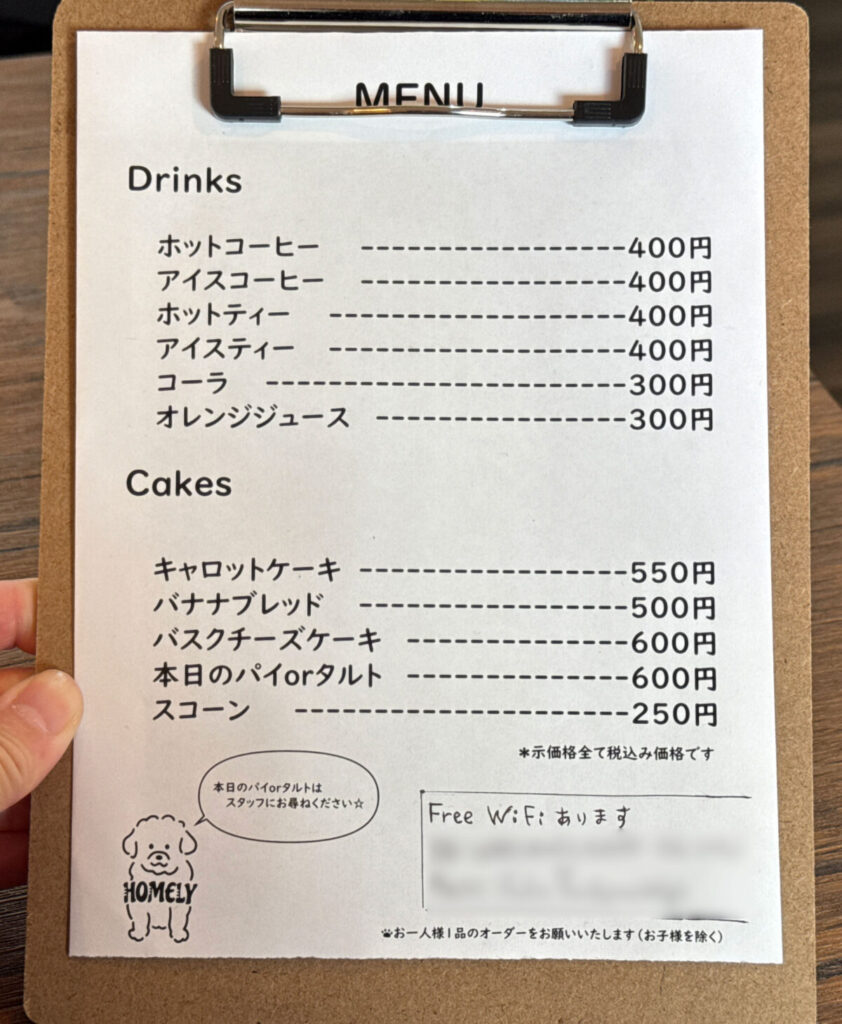 MENU
Drinks
ホットコーヒー ----------------- 400円
アイスコーヒー ----------------- 400円
ホットティー ------------------- 400円
アイスティー ------------------- 400円
コーラ ----------------------- 300円
オレンジジュース ---------------- 300円
Cakes
キャロットケーキ ----------------- 550円
バナナブレッド ----------------- 500円
バスクチーズケーキ -------------- 600円
本日のパイorタルト -------------- 600円
スコーン --------------------- 250円
*示価格全て税込み価格です
本日のパイorタルトは
スタッフにお尋ねください☆
HOMELY
Free WiFi あります
お一人様1品のオーダーをお願いいたします(お子様を除く)